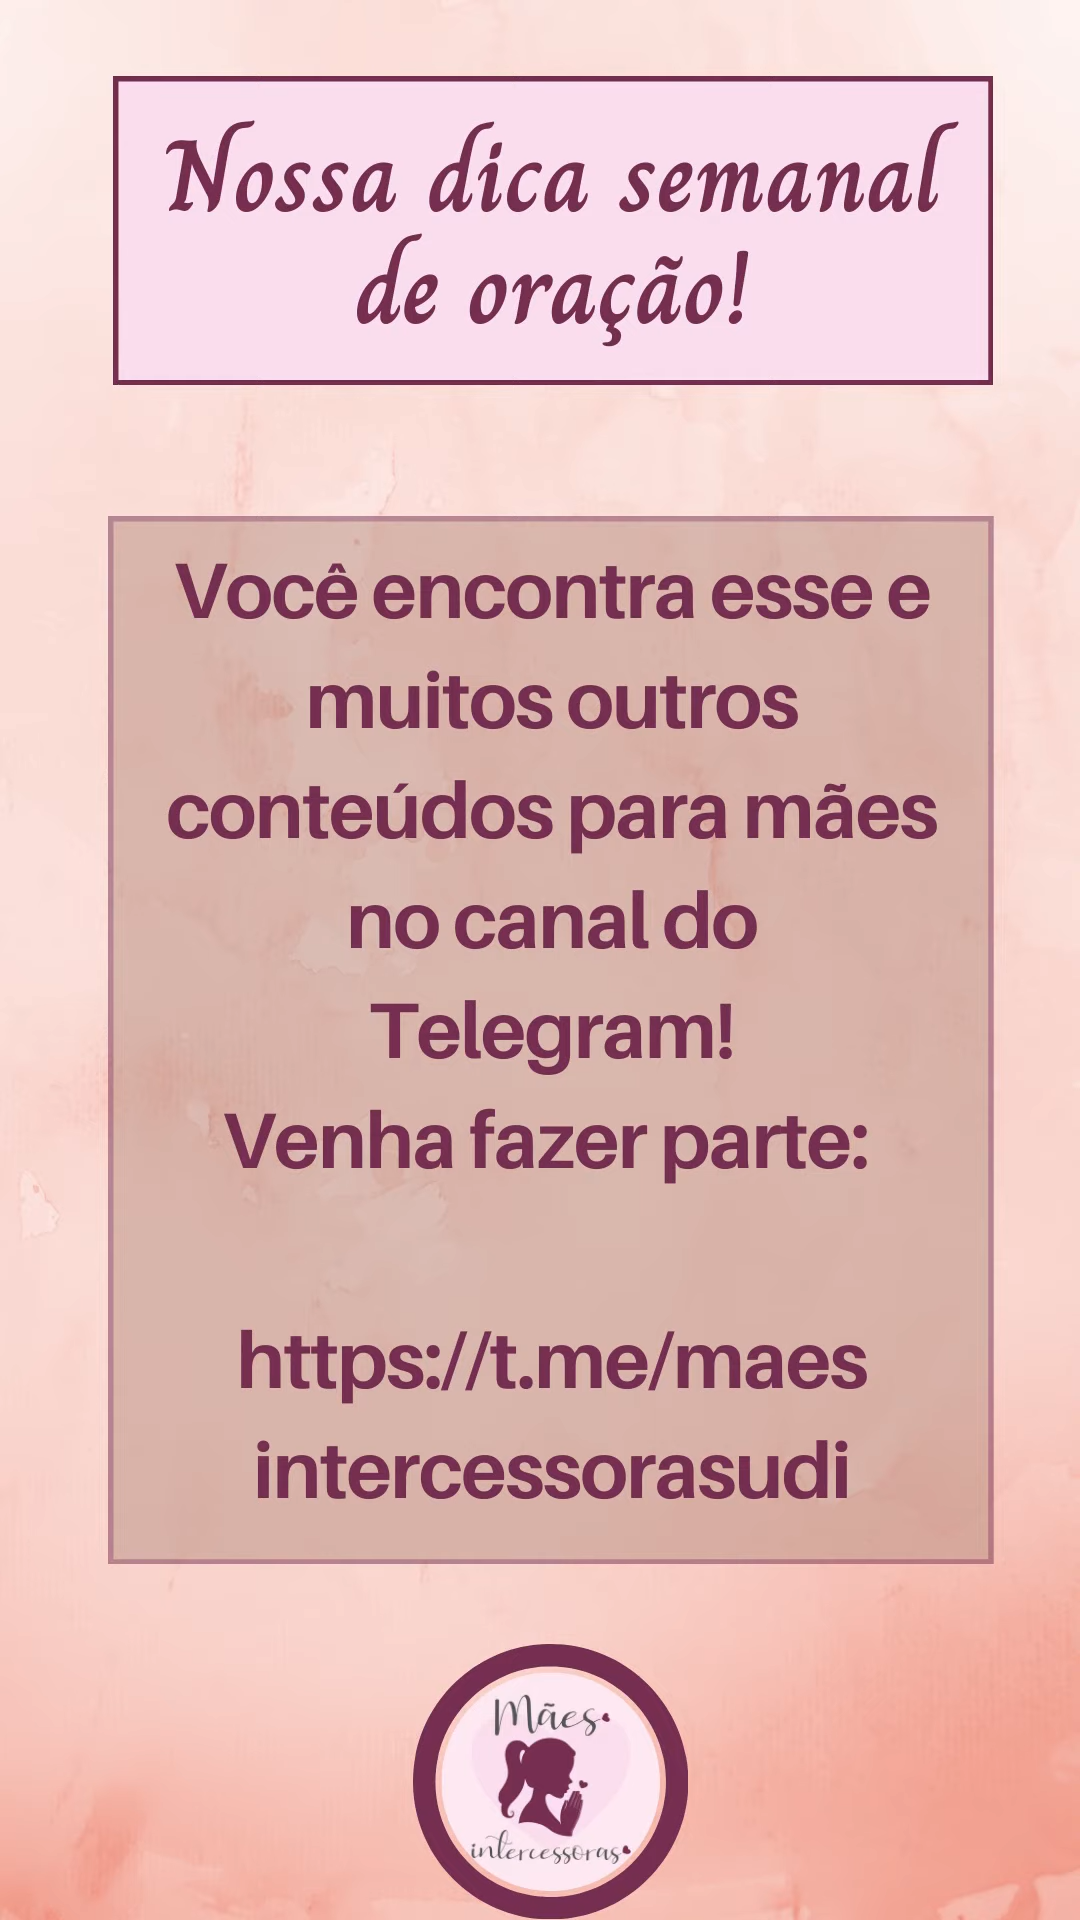 Nossa dica semanal
de oração!
Você encontra esse e
muitos outros
conteúdos para mães
no canal do
Telegram!
Venha fazer parte:
https://t.me/maes
intercessorasudi
Mães
intercessoras